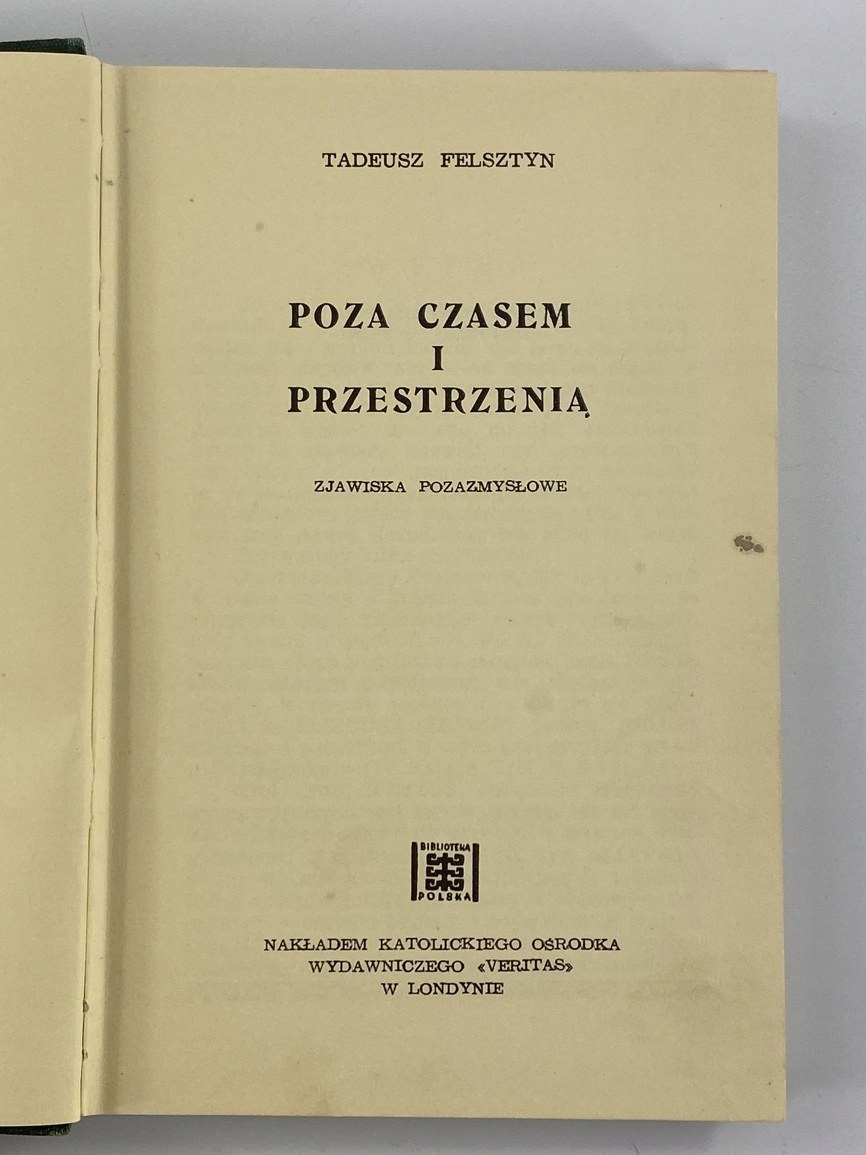 TADEUSZ FELSZTYN
POZA CZASEM
I
PRZESTRZENIĄ
ZJAWISKA POZAZMYSŁOWE
BIBLIOTEKA
POLSKA
NAKŁADEM KATOLICKIEGO OŚRODKA
WYDAWNICZEGO «VERITAS»
W LONDYNIE